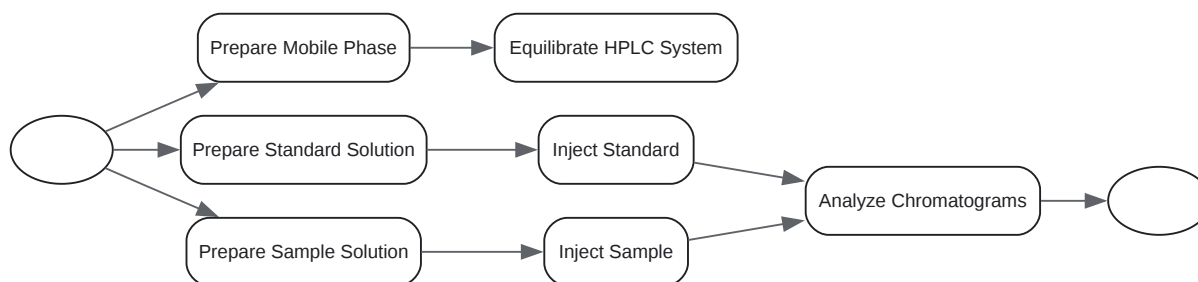 Prepare Mobile Phase
Equilibrate HPLC System
Prepare Standard Solution
Inject Standard
Analyze Chromatograms
Prepare Sample Solution
Inject Sample